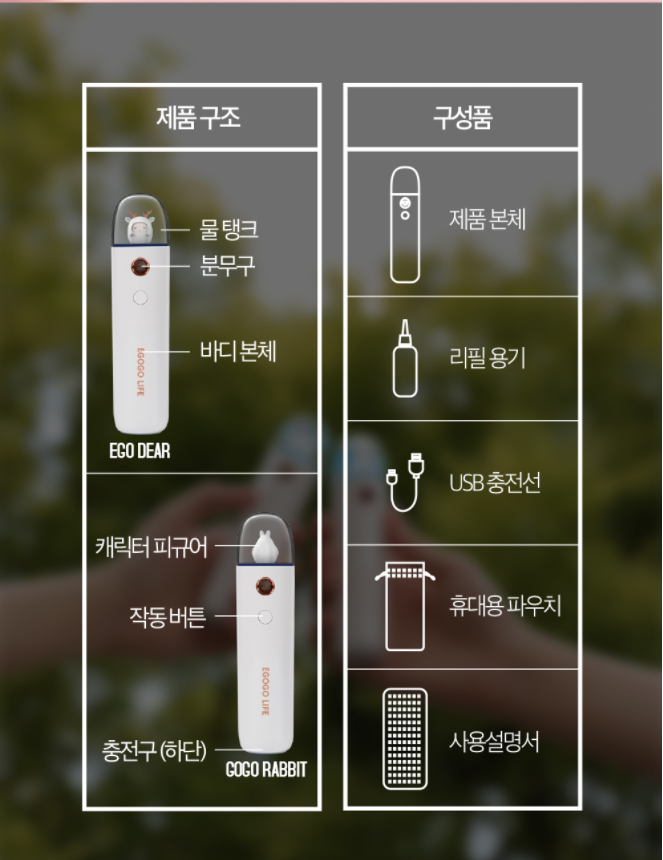 제품 구조
물 탱크
분무구
바디 본체
EGOGO LIFE
EGO DEAR
캐릭터 피규어
작동 버튼
EGOGO LIFE
충전구 (하단)
GOGO RABBIT
구성품
제품 본체
리필 용기
USB 충전선
휴대용 파우치
사용설명서